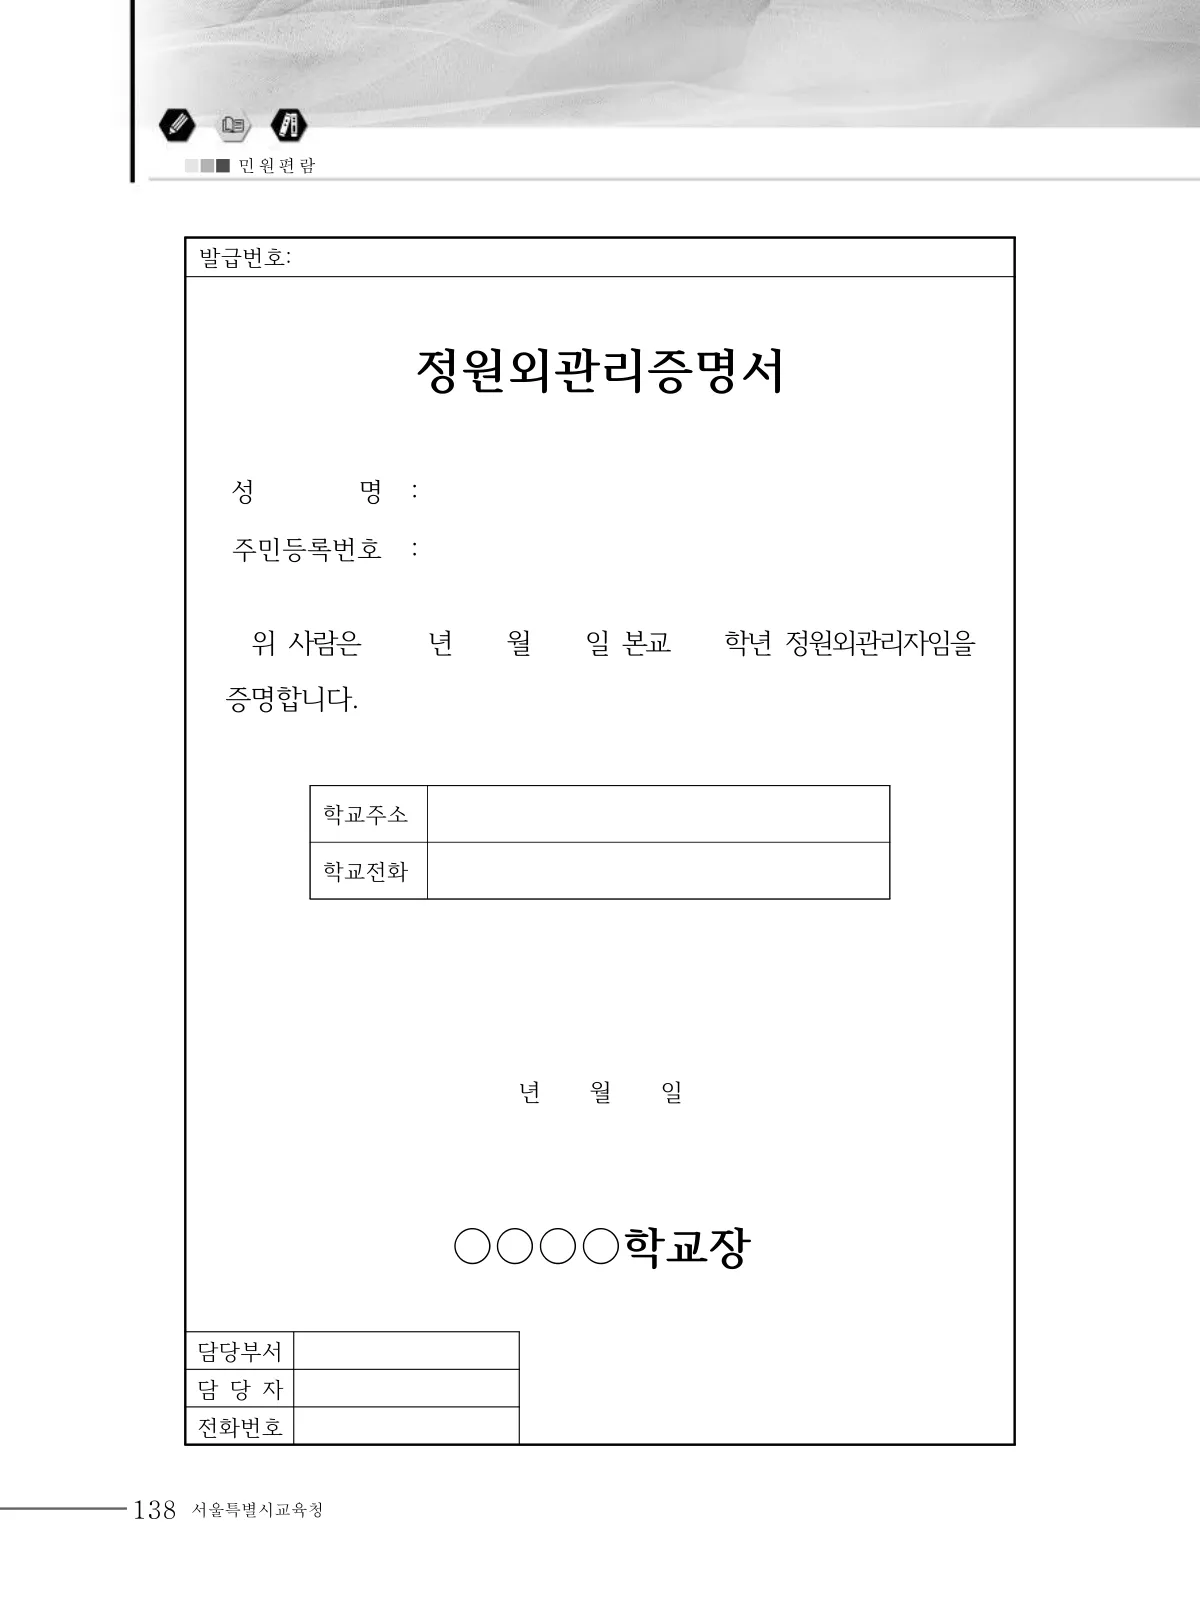 민원편람
발급번호:
정원외관리증명서
성 명 :
주민등록번호 :
위 사람은 년 월 일 본교 학년 정원외관리자임을
증명합니다.
학교주소
학교전화
년 월 일
○○○○학교장
담당부서
담 당 자
전화번호
138 서울특별시교육청